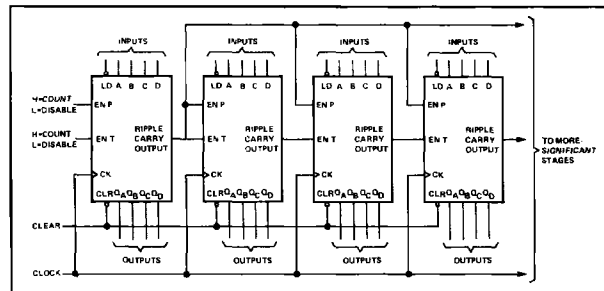 INPUTS INPUTS INPUTS INPUTS
LD A B C D LD A B C D LD A B C D LD A B C D
H=COUNT
L=DISABLE
EN P EN P EN P EN P
H=COUNT
L=DISABLE
EN T RIPPLE CARRY OUTPUT EN T RIPPLE CARRY OUTPUT EN T RIPPLE CARRY OUTPUT EN T RIPPLE CARRY OUTPUT
TO MORE-
SIGNIFICANT
STAGES
CK CK CK CK
CLR QA QB QC QD CLR QA QB QC QD CLR QA QB QC QD CLR QA QB QC QD
CLEAR
OUTPUTS OUTPUTS OUTPUTS OUTPUTS
CLOCK